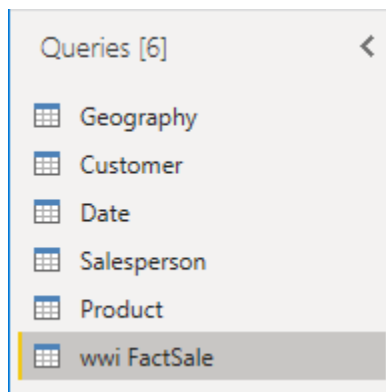 Queries [6]
Geography
Customer
Date
Salesperson
Product
wwi FactSale